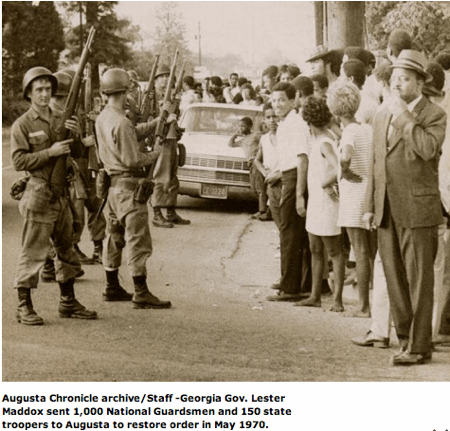 Augusta Chronicle archive/Staff -Georgia Gov. Lester
Maddox sent 1,000 National Guardsmen and 150 state
troopers to Augusta to restore order in May 1970.